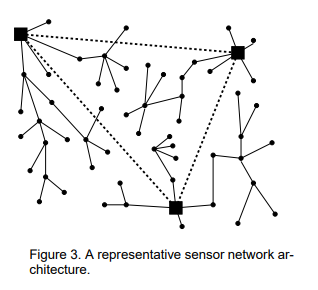 Figure 3. A representative sensor network ar-
chitecture.